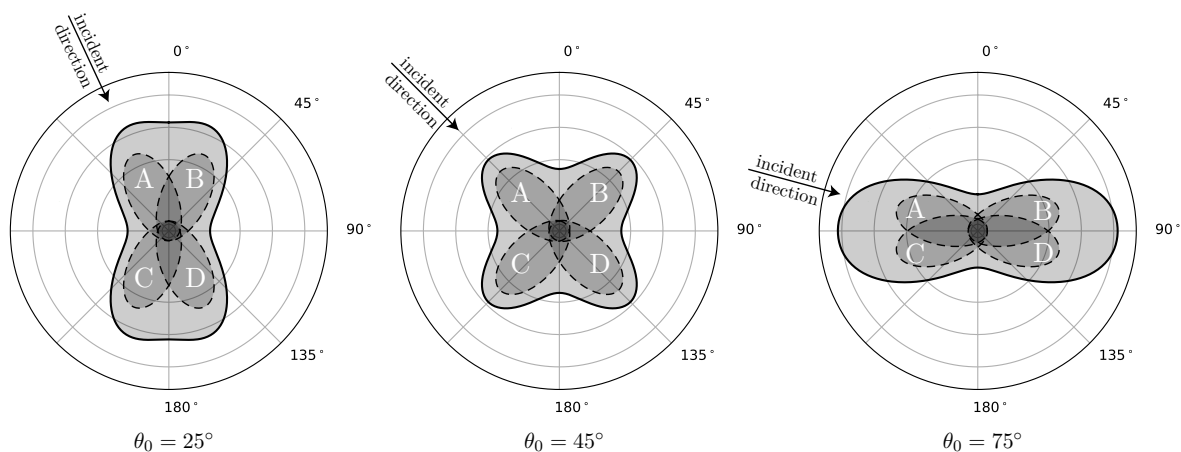 incident
direction
0°
45°
90°
135°
180°
A
B
C
D
θ₀ = 25°
incident
direction
0°
45°
90°
135°
180°
A
B
C
D
θ₀ = 45°
incident
direction
0°
45°
90°
135°
180°
A
B
C
D
θ₀ = 75°